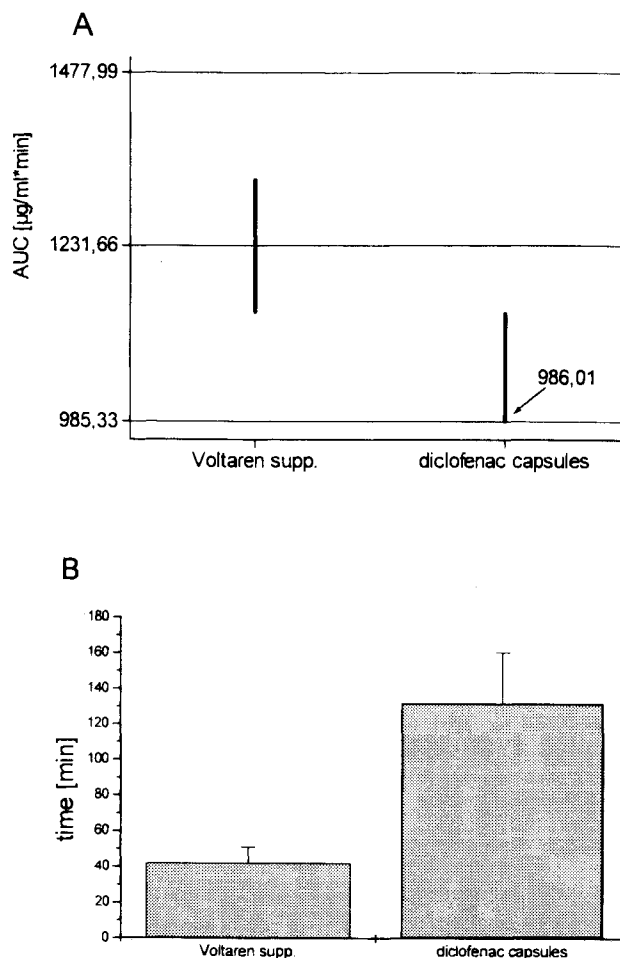 A
1477,99
1231,66
985,33
AUC [µg/ml*min]
986,01
Voltaren supp.
diclofenac capsules
B
180
160
140
120
100
80
60
40
20
0
time [min]
Voltaren supp.
diclofenac capsules